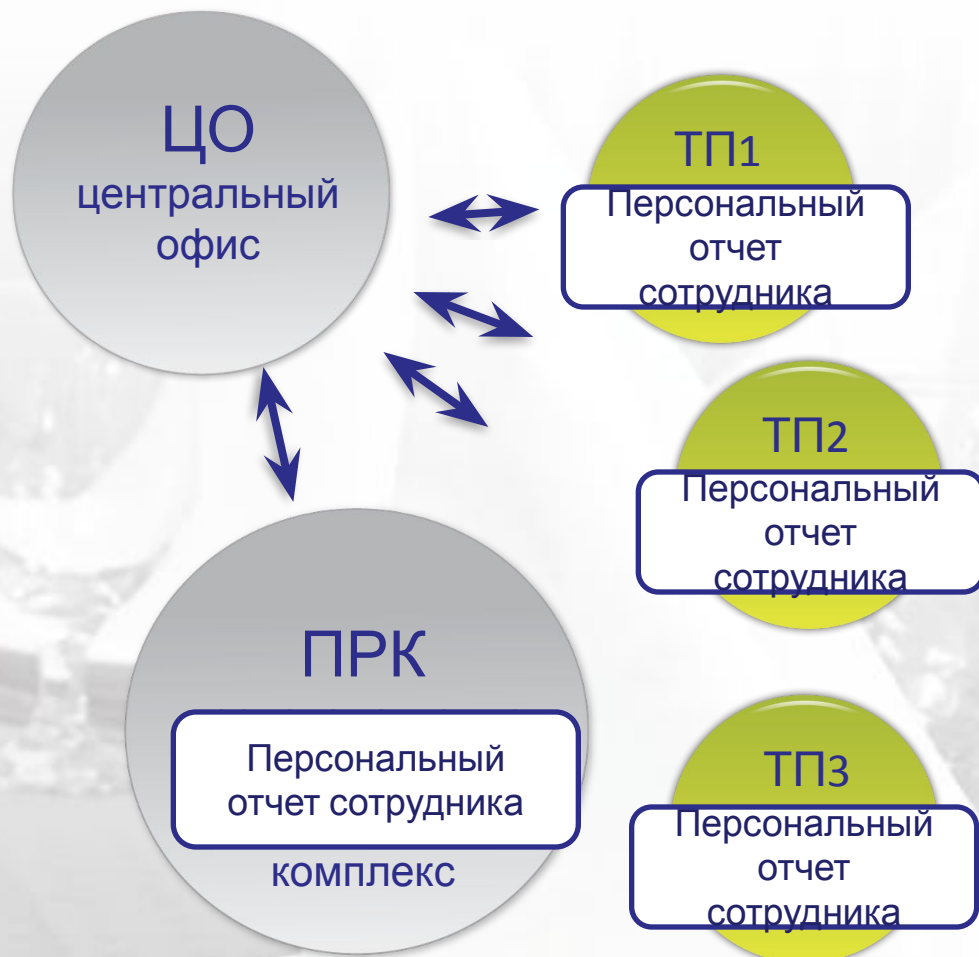 ЦО
центральный
офис
ТП1
Персональный
отчет
сотрудника
ТП2
Персональный
отчет
сотрудника
ПРК
Персональный
отчет сотрудника
комплекс
ТП3
Персональный
отчет
сотрудника